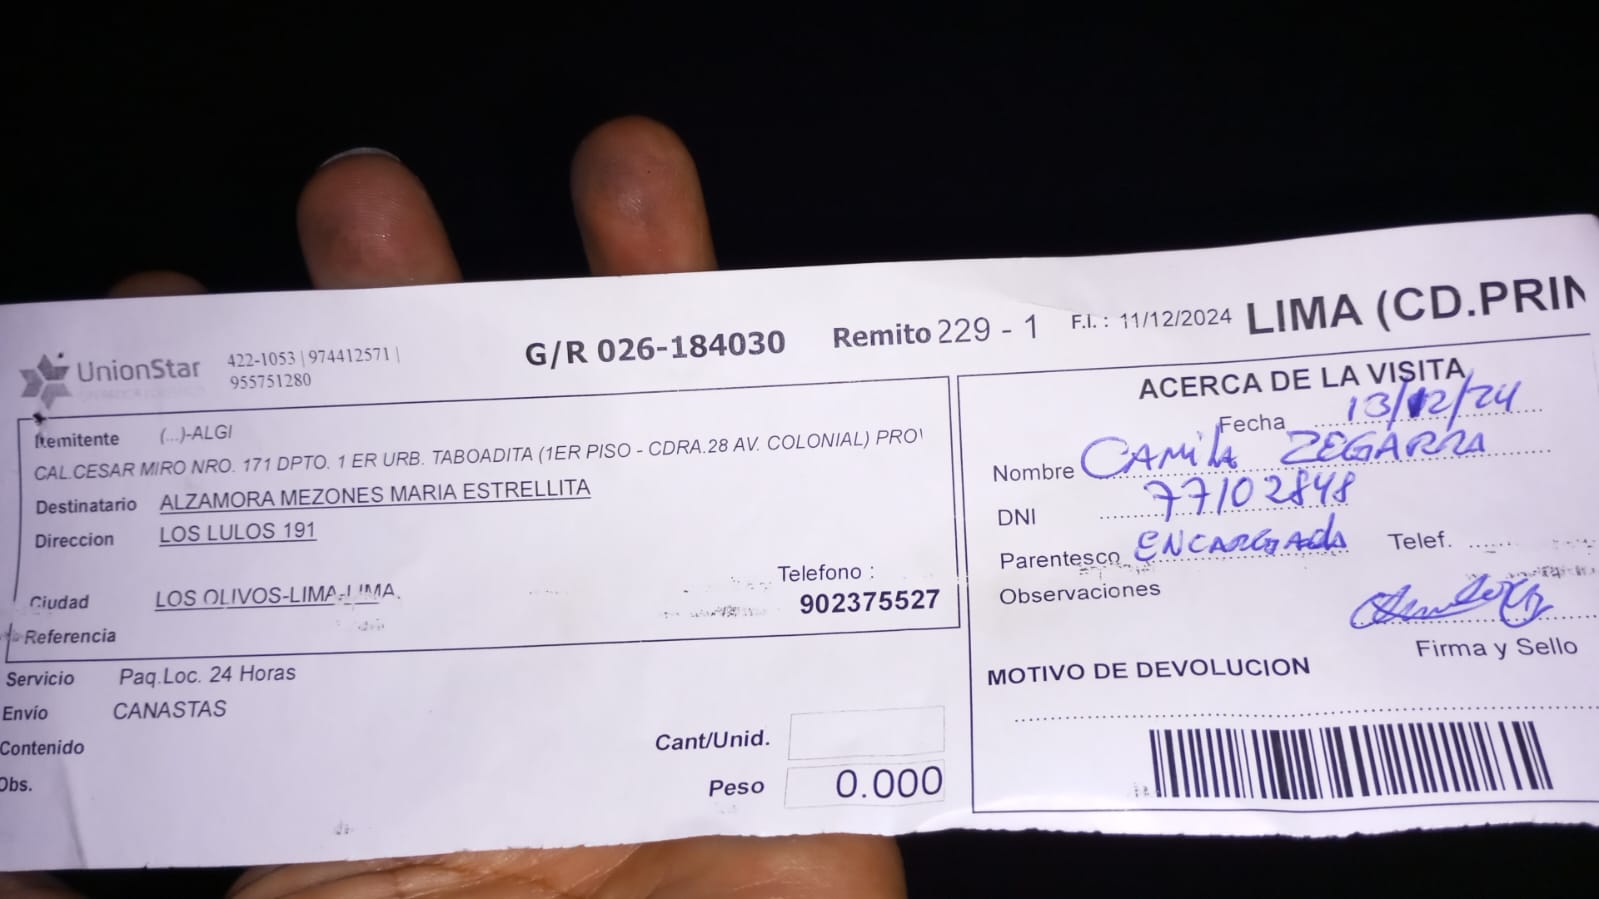 UnionStar
422-1053 | 974412571 |
955751280
G/R 026-184030
Remito 229 - 1
F.I. : 11/12/2024
LIMA (CD.PRIN
Remitente (...)-ALGI
CAL.CESAR MIRO NRO. 171 DPTO. 1 ER URB. TABOADITA (1ER PISO - CDRA.28 AV. COLONIAL) PROV
Destinatario ALZAMORA MEZONES MARIA ESTRELLITA
Direccion LOS LULOS 191
Telefono :
Ciudad LOS OLIVOS-LIMA-LIMA.
902375527
Referencia
Servicio Paq.Loc. 24 Horas
Envío CANASTAS
Contenido
Obs.
Cant/Unid.
Peso 0.000
ACERCA DE LA VISITA
Fecha 13/12/24
Nombre CAMILA ZEGARRA
DNI 77102848
Parentesco ENCARGADA Telef.
Observaciones
Firma y Sello
MOTIVO DE DEVOLUCION